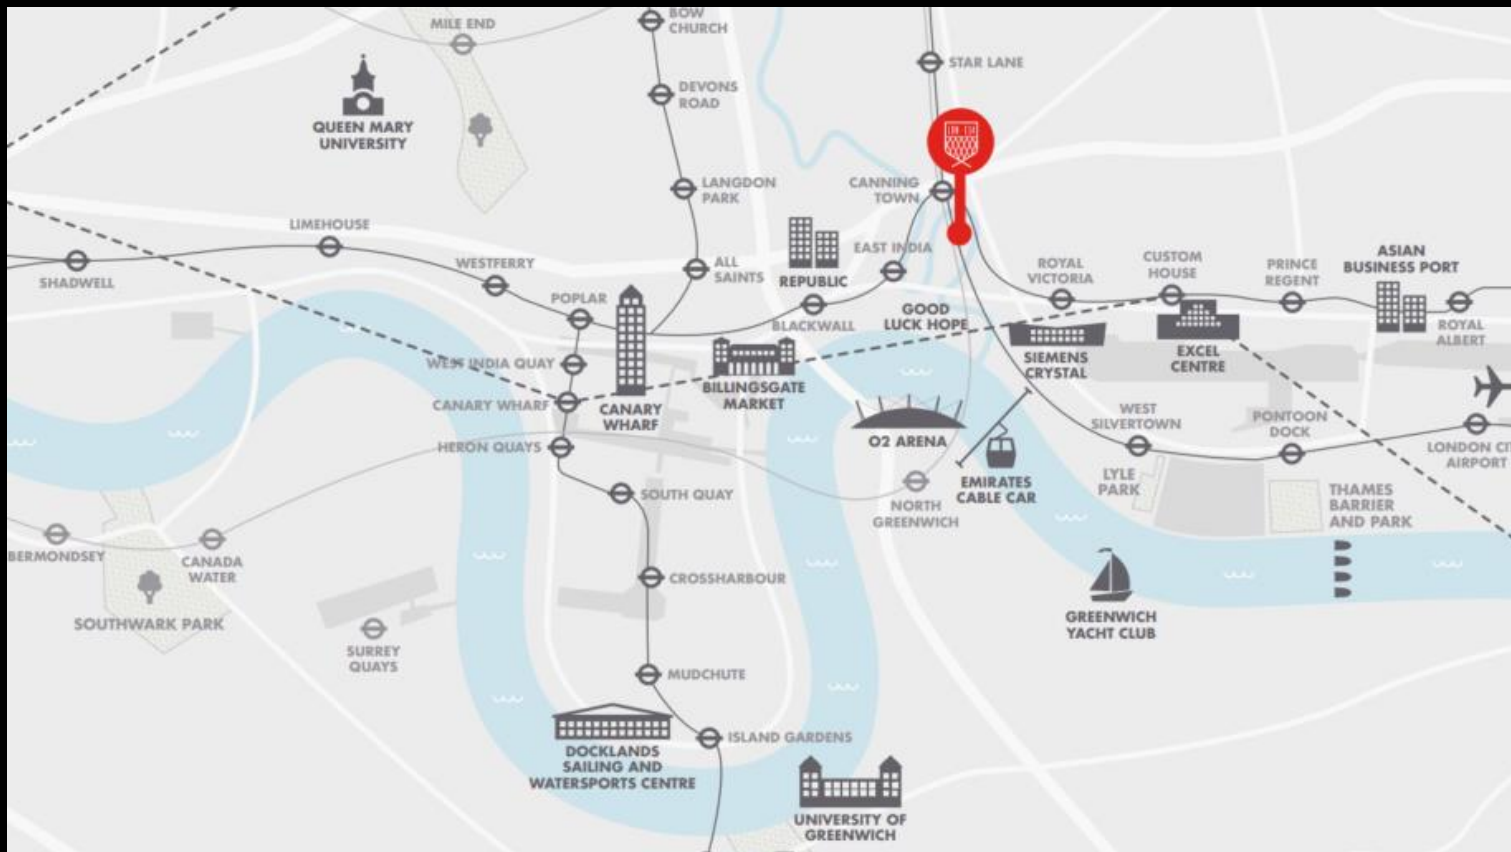 BOW
CHURCH
MILE END
STAR LANE
DEVONS
ROAD
QUEEN MARY
UNIVERSITY
LANGDON
PARK
CANNING
TOWN
LIMEHOUSE
EAST INDIA
ASIAN
BUSINESS PORT
SHADWELL
WESTFERRY
ALL
SAINTS
REPUBLIC
ROYAL
VICTORIA
CUSTOM
HOUSE
PRINCE
REGENT
POPLAR
BLACKWALL
GOOD
LUCK HOPE
ROYAL
ALBERT
WEST INDIA QUAY
BILLINGSGATE
MARKET
SIEMENS
CRYSTAL
EXCEL
CENTRE
CANARY WHARF
CANARY
WHARF
WEST
SILVERTOWN
PONTOON
DOCK
HERON QUAYS
O2 ARENA
LONDON CI
AIRPORT
SOUTH QUAY
NORTH
GREENWICH
EMIRATES
CABLE CAR
LYLE
PARK
THAMES
BARRIER
AND PARK
BERMONDSEY
CANADA
WATER
CROSSHARBOUR
SOUTHWARK PARK
SURREY
QUAYS
GREENWICH
YACHT CLUB
MUDCHUTE
ISLAND GARDENS
DOCKLANDS
SAILING AND
WATERSPORTS CENTRE
UNIVERSITY OF
GREENWICH